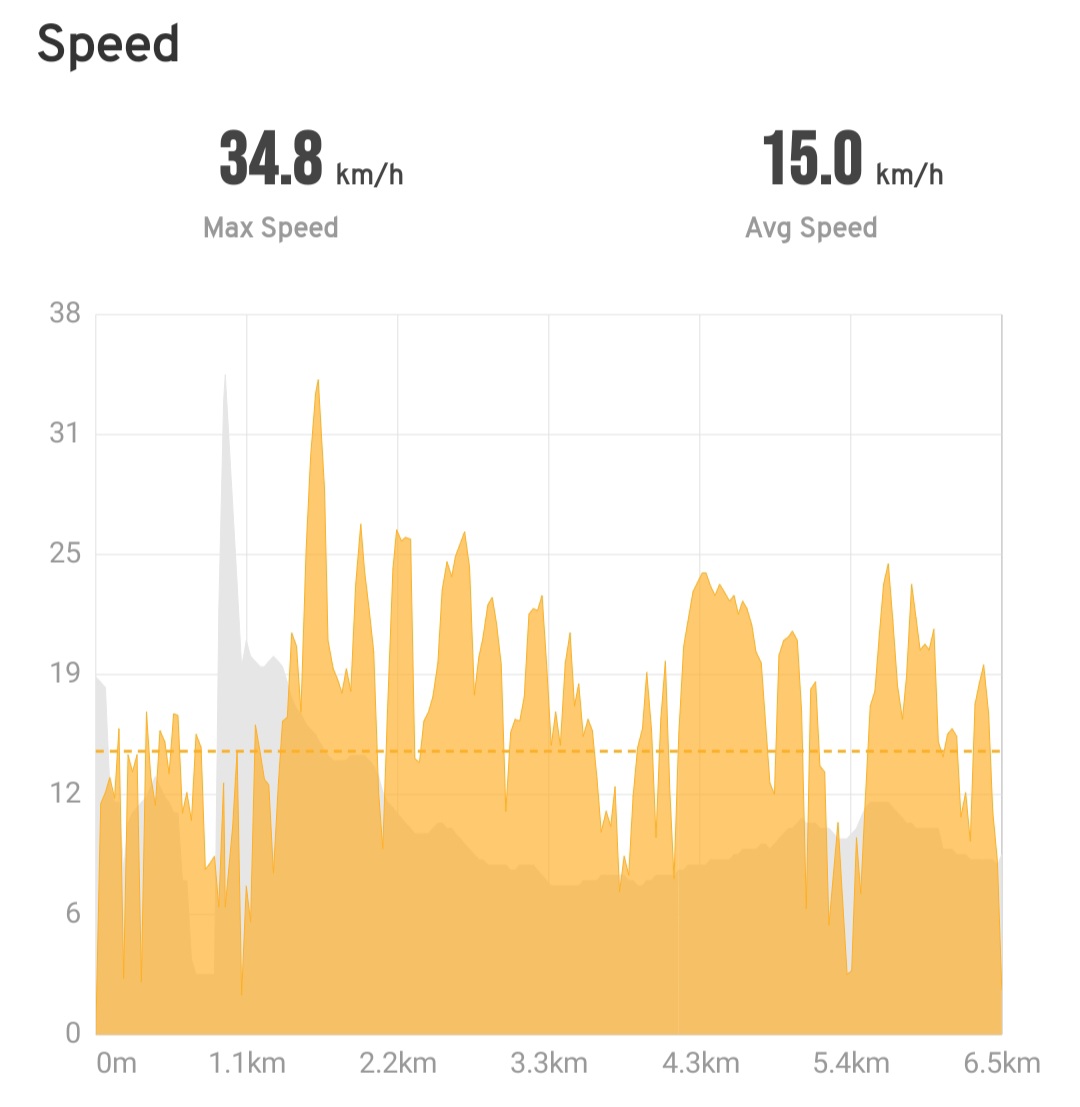 Speed
34.8 km/h
15.0 km/h
Max Speed
Avg Speed
38
31
25
19
12
6
0
0m
1.1km
2.2km
3.3km
4.3km
5.4km
6.5km